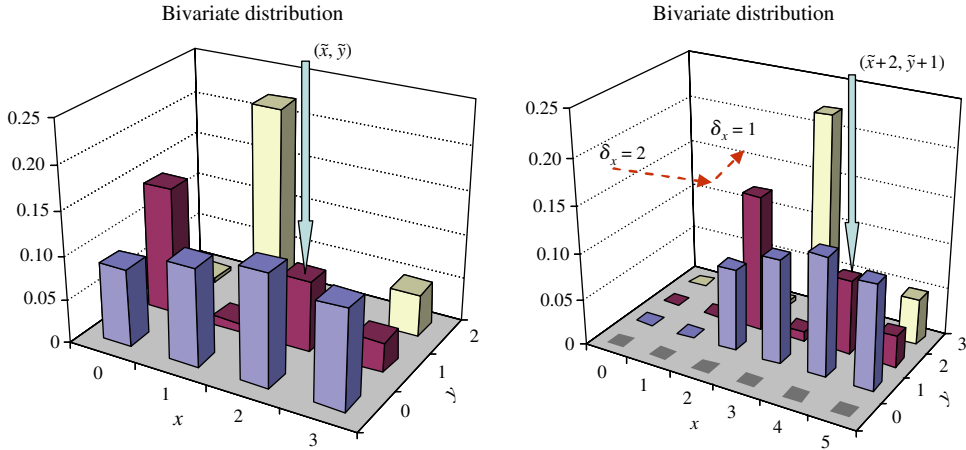 Bivariate distribution
(x̃, ỹ)
0.25
0.20
0.15
0.10
0.05
0
0
1
2
3
x
0
1
2
y
Bivariate distribution
(x̃+2, ỹ+1)
δx = 1
δx = 2
0.25
0.20
0.15
0.10
0.05
0
0
1
2
3
4
5
x
0
1
2
3
y